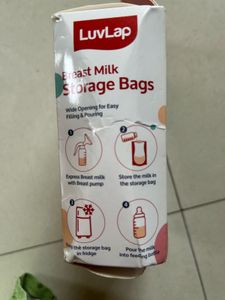 LuvLap
Breast Milk
Storage Bags
Wide Opening for Easy
Filling & Pouring
1
Express Breast milk
with Breast pump
2
Store the milk in
the storage bag
3
the storage bag
in fridge
4
Pour the milk
into feeding bottle